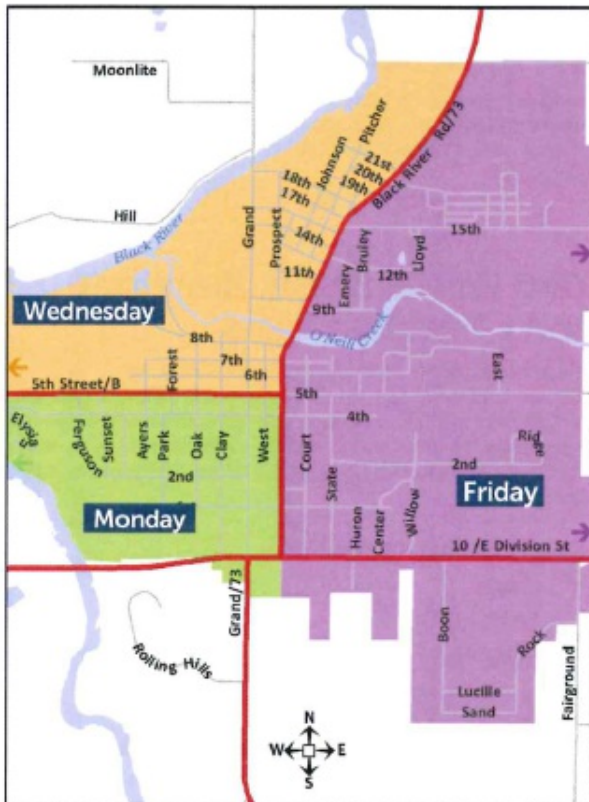 Moonlite
Pitcher
Johnson
21st
20th
19th
18th
17th
Black River
Rd/73
Hill
Black River
Grand
Prospect
14th
15th
11th
Emery
Bruley
12th
Lloyd
9th
O'Neill Creek
Wednesday
8th
7th
6th
Forest
5th Street/B
5th
East
4th
Elysia
Ferguson
Sunset
Ayers
Park
Oak
Clay
West
Court
State
2nd
2nd
Ridge
Monday
Friday
Huron
Center
Willow
10 /E Division St
Grand/73
Rolling Hills
Boon
Rock
Fairground
Lucille
Sand
N
W
E
S